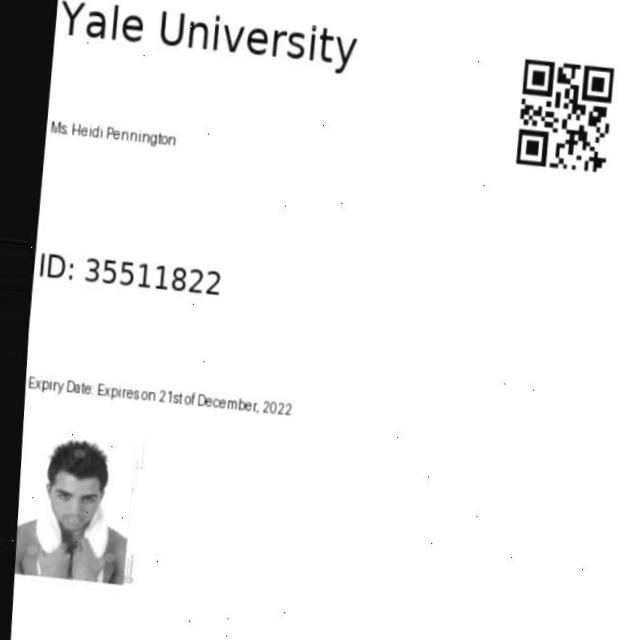 Yale University
Ms. Heidi Pennington
ID: 35511822
Expiry Date: Expires on 21st of December, 2022